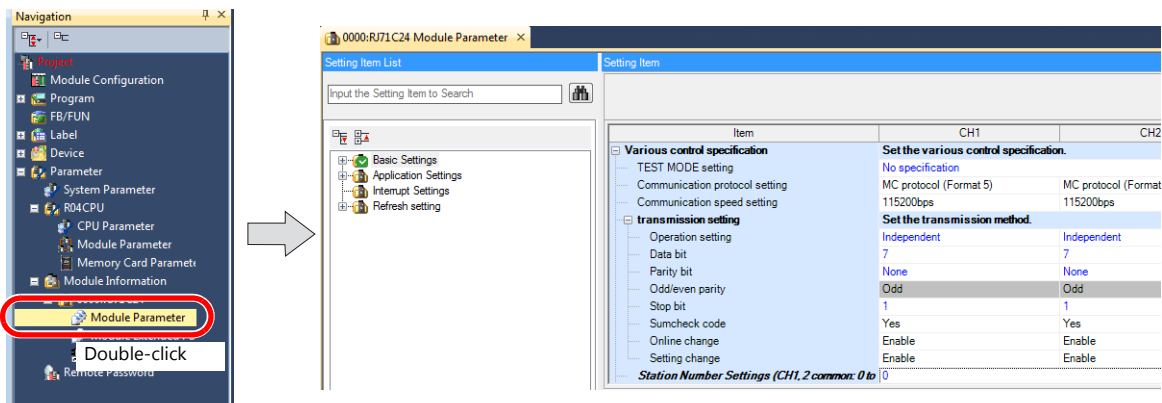 Navigation
Project
Module Configuration
Program
FB/FUN
Label
Device
Parameter
System Parameter
R04CPU
CPU Parameter
Module Parameter
Memory Card Paramete
Module Information
Module Parameter
Double-click
Remote Password
0000:RJ71C24 Module Parameter
Setting Item List
Input the Setting Item to Search
Basic Settings
Application Settings
Interrupt Settings
Refresh setting
Setting Item
Item CH1 CH2
Various control specification Set the various control specification.
TEST MODE setting No specification
Communication protocol setting MC protocol (Format 5) MC protocol (Format
Communication speed setting 115200bps 115200bps
transmission setting Set the transmission method.
Operation setting Independent Independent
Data bit 7 7
Parity bit None None
Odd/even parity Odd Odd
Stop bit 1 1
Sumcheck code Yes Yes
Online change Enable Enable
Setting change Enable Enable
Station Number Settings (CH1, 2 common: 0 to 0